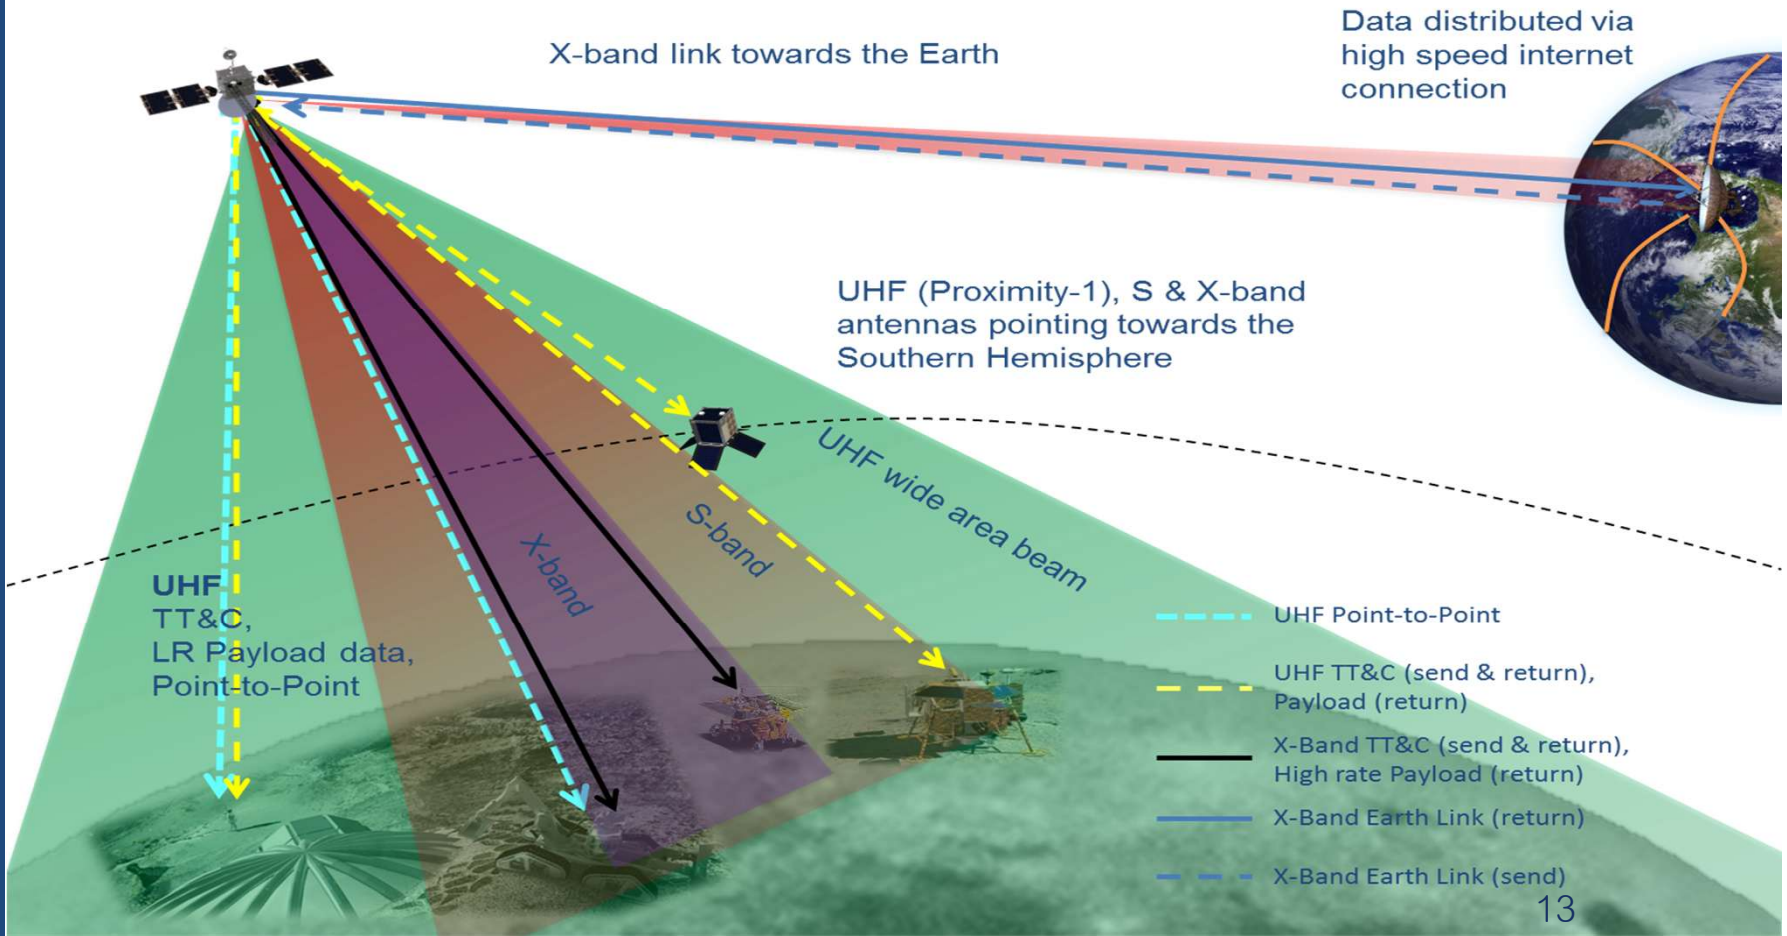 X-band link towards the Earth
Data distributed via
high speed internet
connection
UHF (Proximity-1), S & X-band
antennas pointing towards the
Southern Hemisphere
UHF wide area beam
S-band
X-band
UHF
TT&C,
LR Payload data,
Point-to-Point
UHF Point-to-Point
UHF TT&C (send & return),
Payload (return)
X-Band TT&C (send & return),
High rate Payload (return)
X-Band Earth Link (return)
X-Band Earth Link (send)
13